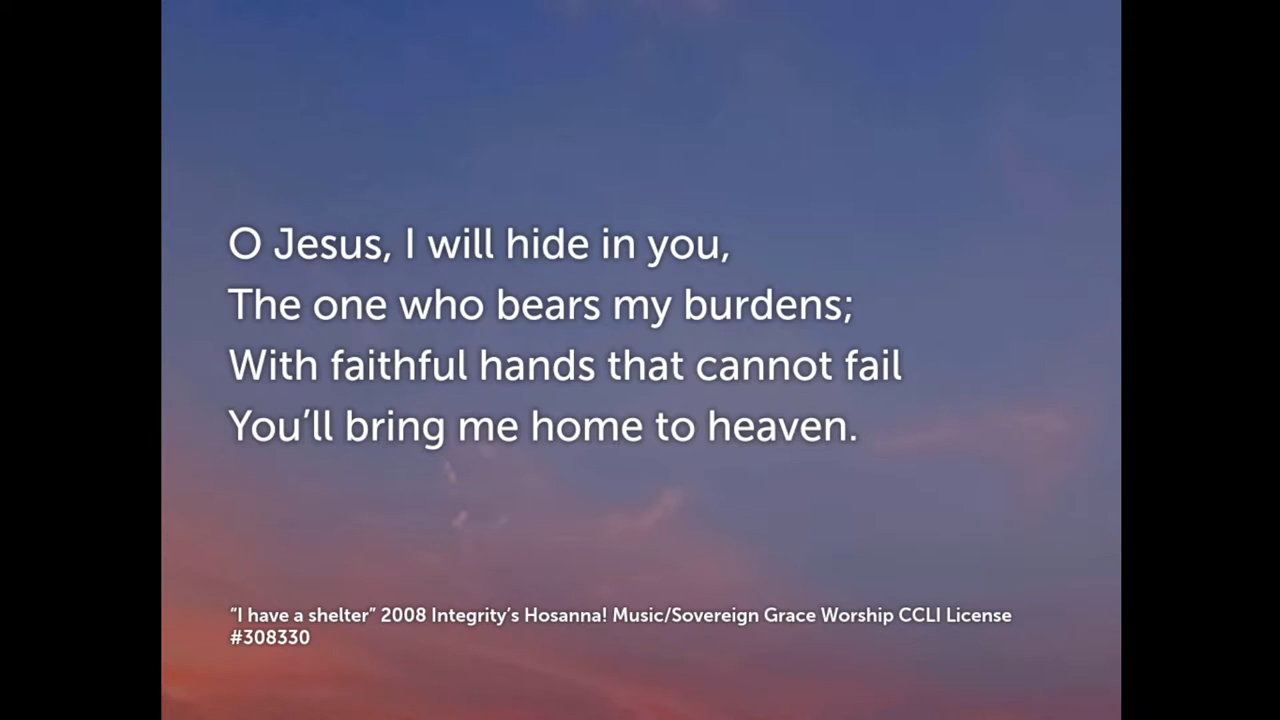 O Jesus, I will hide in you,
The one who bears my burdens;
With faithful hands that cannot fail
You’ll bring me home to heaven.
“I have a shelter” 2008 Integrity’s Hosanna! Music/Sovereign Grace Worship CCLI License
#308330